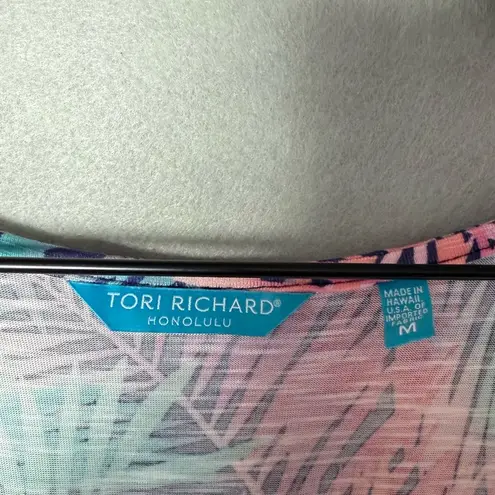 TORI RICHARD®
HONOLULU
MADE IN
HAWAII
U.S.A. OF
IMPORTED
FABRIC
M